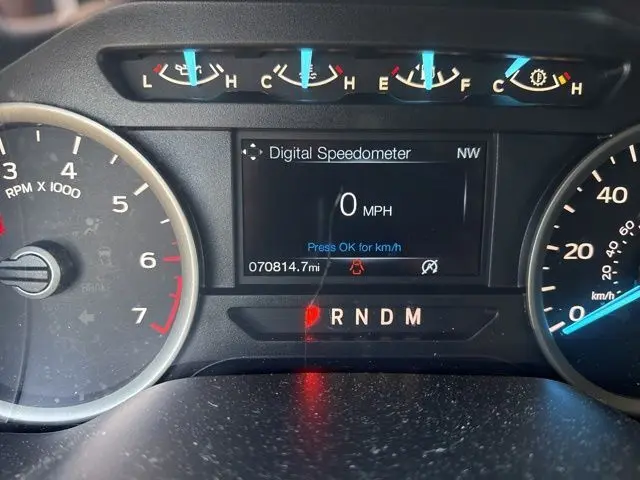 L H C H E F C H
Digital Speedometer NW
0 MPH
Press OK for km/h
070814.7mi
R N D M
3 4 5 6 7
RPM X 1000
40
20
0
60
40
20
km/h